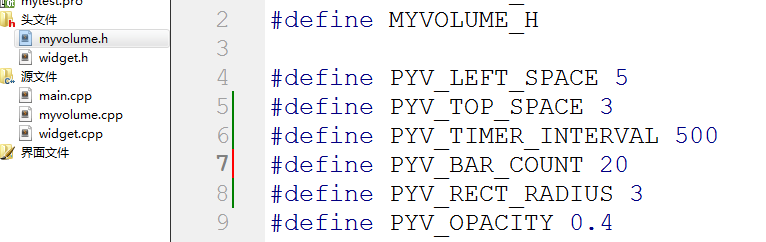 mytest.pro
头文件
myvolume.h
widget.h
源文件
main.cpp
myvolume.cpp
widget.cpp
界面文件
2 #define MYVOLUME_H
3
4 #define PYV_LEFT_SPACE 5
5 #define PYV_TOP_SPACE 3
6 #define PYV_TIMER_INTERVAL 500
7 #define PYV_BAR_COUNT 20
8 #define PYV_RECT_RADIUS 3
9 #define PYV_OPACITY 0.4